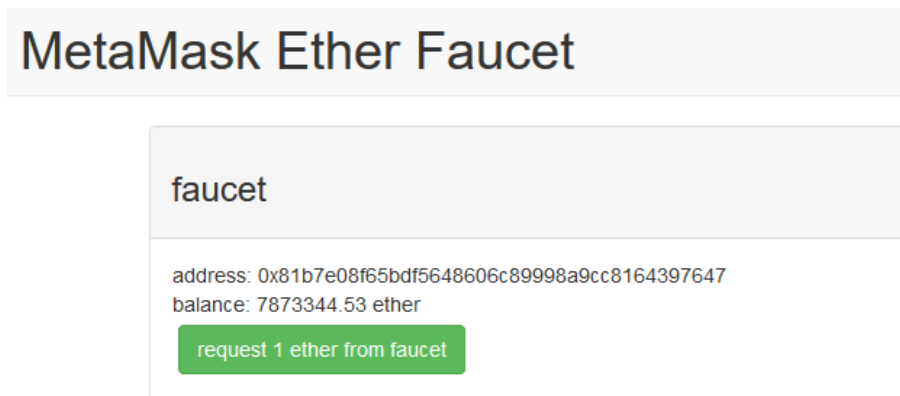 MetaMask Ether Faucet
faucet
address: 0x81b7e08f65bdf5648606c89998a9cc8164397647
balance: 7873344.53 ether
request 1 ether from faucet